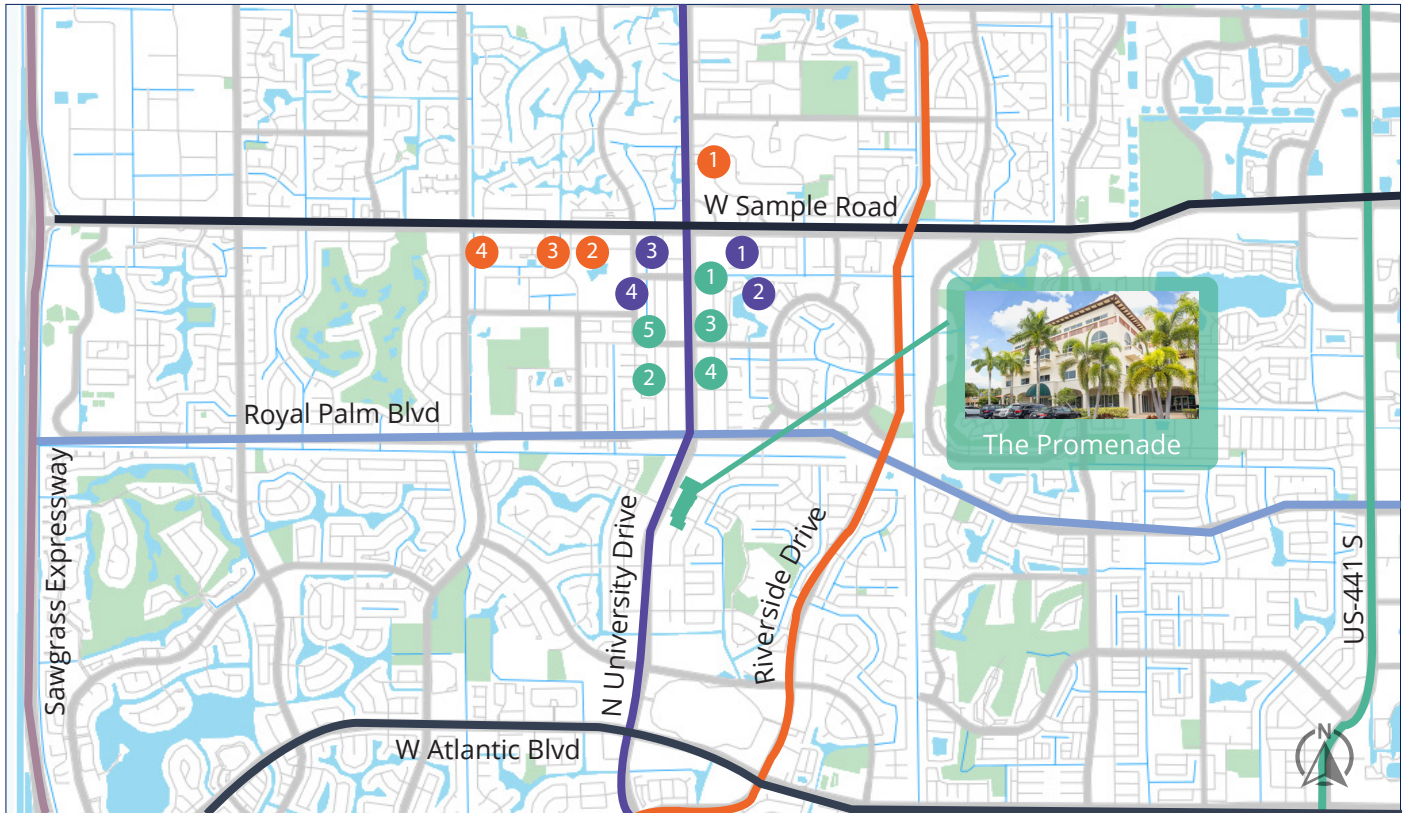 1
W Sample Road
4
3
2
3
1
1
4
2
5
3
2
4
Royal Palm Blvd
The Promenade
Sawgrass Expressway
N University Drive
Riverside Drive
US-441 S
W Atlantic Blvd
N